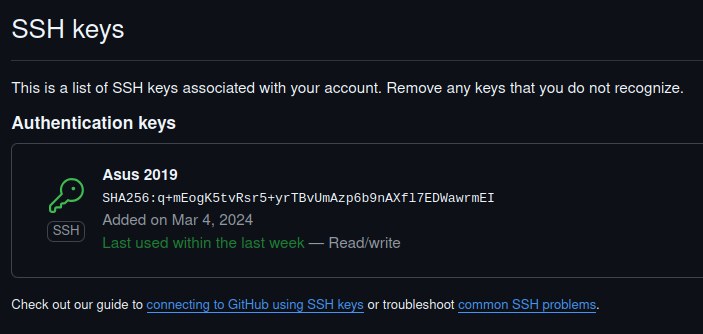 SSH keys
This is a list of SSH keys associated with your account. Remove any keys that you do not recognize.
Authentication keys
Asus 2019
SHA256:q+mEogK5tvRsr5+yrTBvUmAzp6b9nAXfl7EDWawrmEI
Added on Mar 4, 2024
SSH
Last used within the last week — Read/write
Check out our guide to connecting to GitHub using SSH keys or troubleshoot common SSH problems.